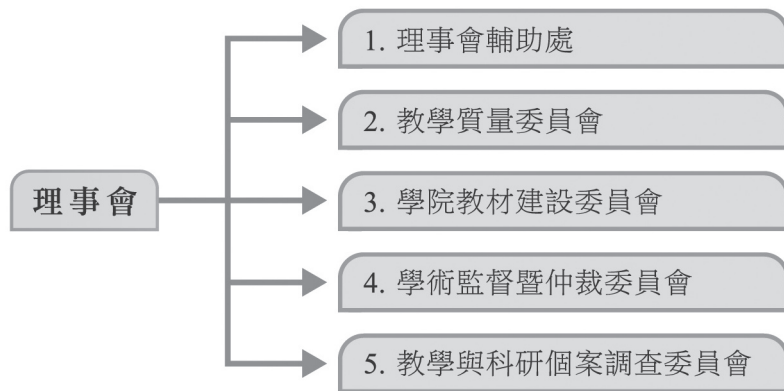 理事會
1. 理事會輔助處
2. 教學質量委員會
3. 學院教材建設委員會
4. 學術監督暨仲裁委員會
5. 教學與科研個案調查委員會